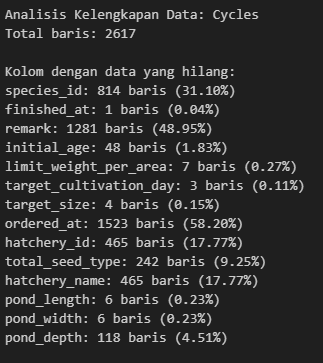 Analisis Kelengkapan Data: Cycles
Total baris: 2617
Kolom dengan data yang hilang:
species_id: 814 baris (31.10%)
finished_at: 1 baris (0.04%)
remark: 1281 baris (48.95%)
initial_age: 48 baris (1.83%)
limit_weight_per_area: 7 baris (0.27%)
target_cultivation_day: 3 baris (0.11%)
target_size: 4 baris (0.15%)
ordered_at: 1523 baris (58.20%)
hatchery_id: 465 baris (17.77%)
total_seed_type: 242 baris (9.25%)
hatchery_name: 465 baris (17.77%)
pond_length: 6 baris (0.23%)
pond_width: 6 baris (0.23%)
pond_depth: 118 baris (4.51%)